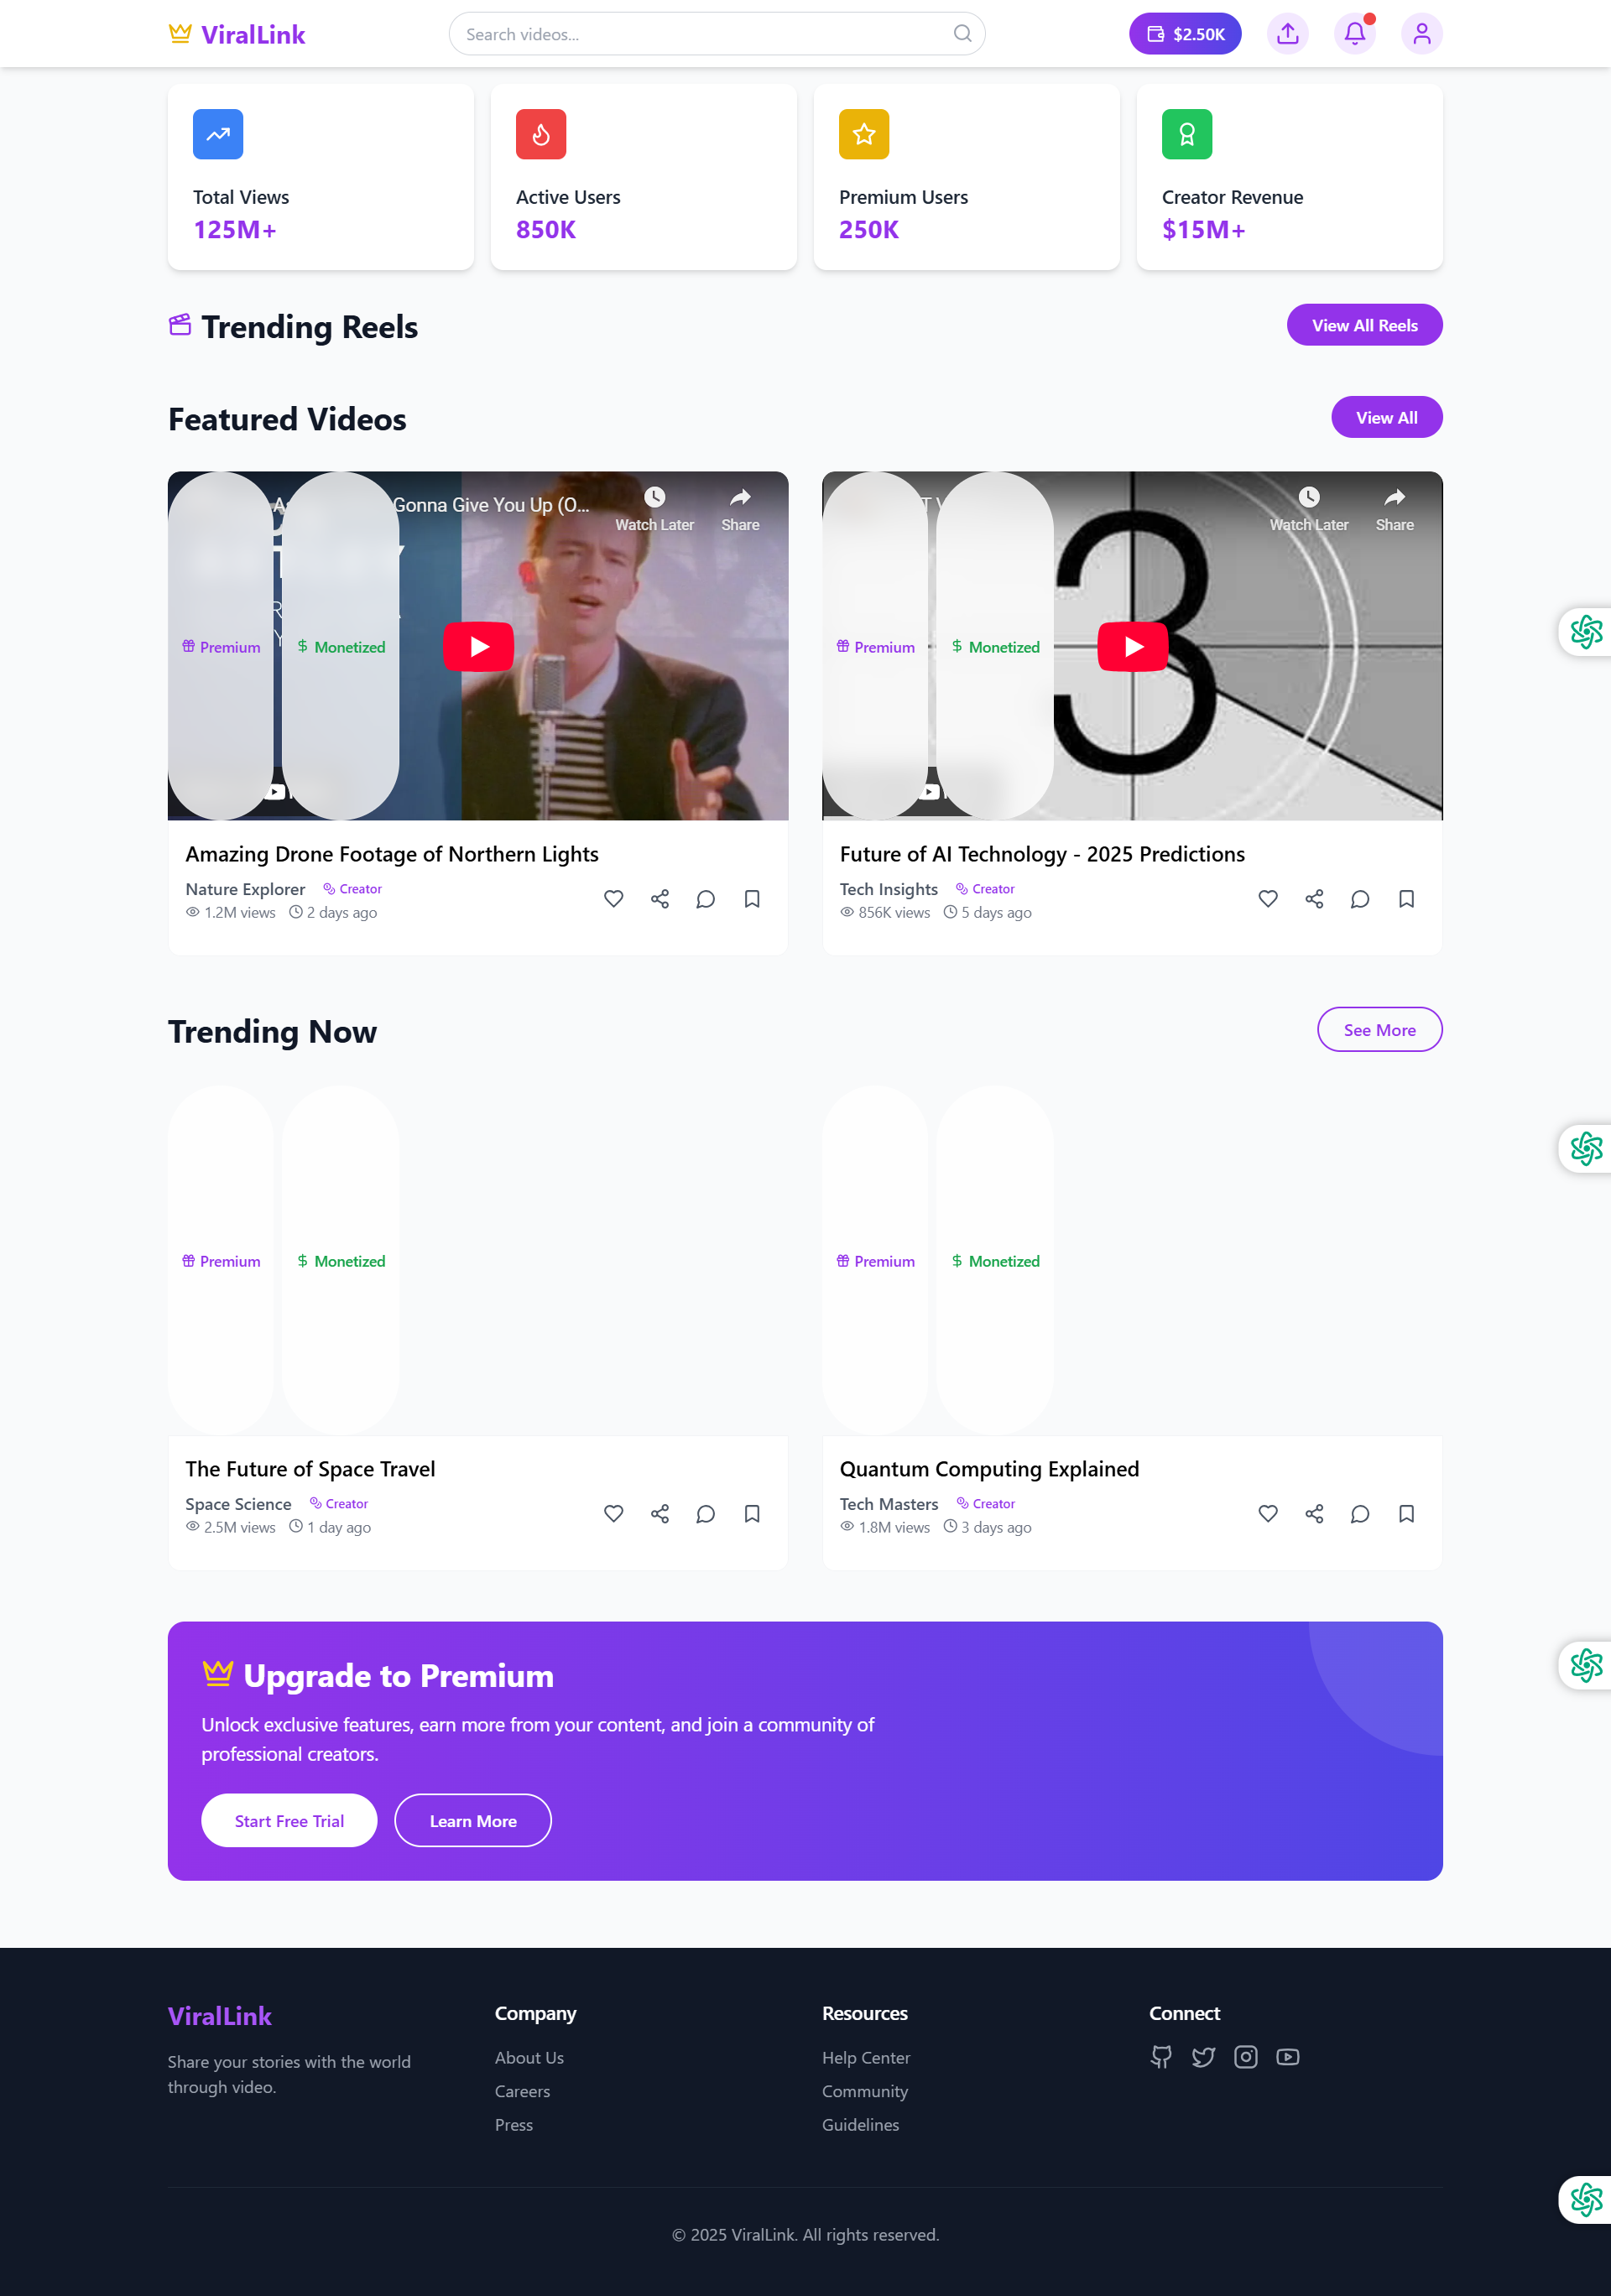 ViralLink
Search videos...
$2.50K
Total Views
125M+
Active Users
850K
Premium Users
250K
Creator Revenue
$15M+
Trending Reels
View All Reels
Featured Videos
View All
Gonna Give You Up (O...
Watch Later
Share
Premium
Monetized
Watch Later
Share
3
Premium
Monetized
Amazing Drone Footage of Northern Lights
Nature Explorer Creator
1.2M views 2 days ago
Future of AI Technology - 2025 Predictions
Tech Insights Creator
856K views 5 days ago
Trending Now
See More
Premium
Monetized
Premium
Monetized
The Future of Space Travel
Space Science Creator
2.5M views 1 day ago
Quantum Computing Explained
Tech Masters Creator
1.8M views 3 days ago
Upgrade to Premium
Unlock exclusive features, earn more from your content, and join a community of
professional creators.
Start Free Trial
Learn More
ViralLink
Share your stories with the world
through video.
Company
About Us
Careers
Press
Resources
Help Center
Community
Guidelines
Connect
© 2025 ViralLink. All rights reserved.